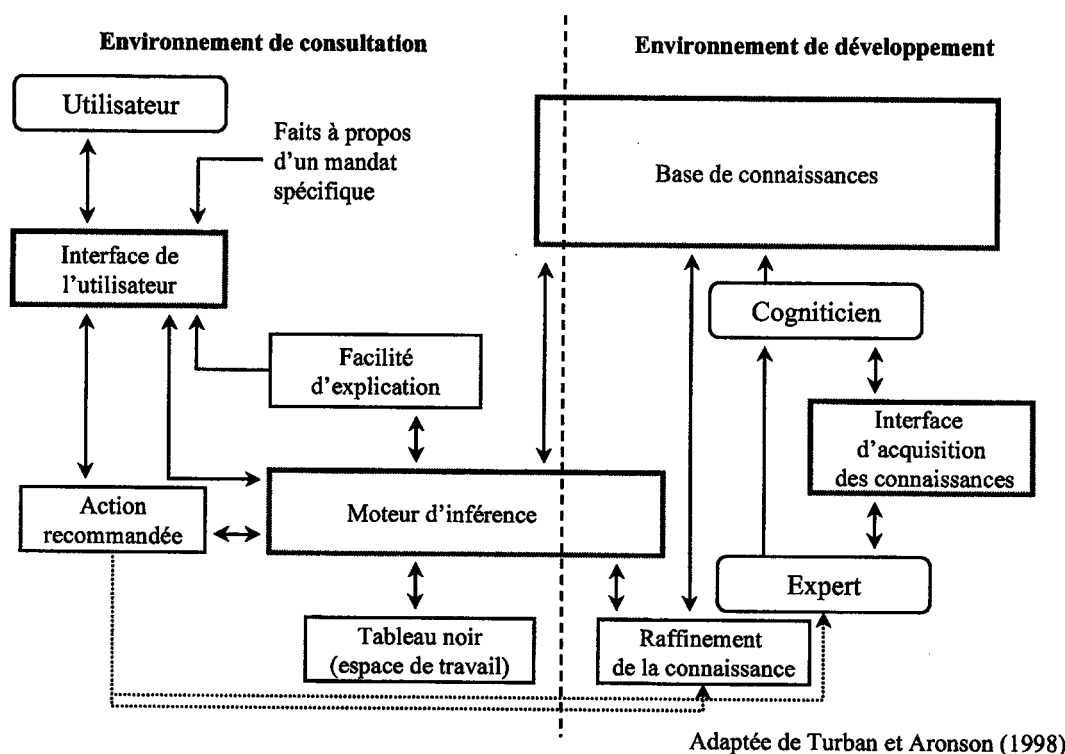 Environnement de consultation
Environnement de développement
Utilisateur
Faits à propos
d'un mandat
spécifique
Base de connaissances
Interface de
l'utilisateur
Cogniticien
Facilité
d'explication
Interface
d'acquisition
des connaissances
Action
recommandée
Moteur d'inférence
Expert
Tableau noir
(espace de travail)
Raffinement
de la connaissance
Adaptée de Turban et Aronson (1998)